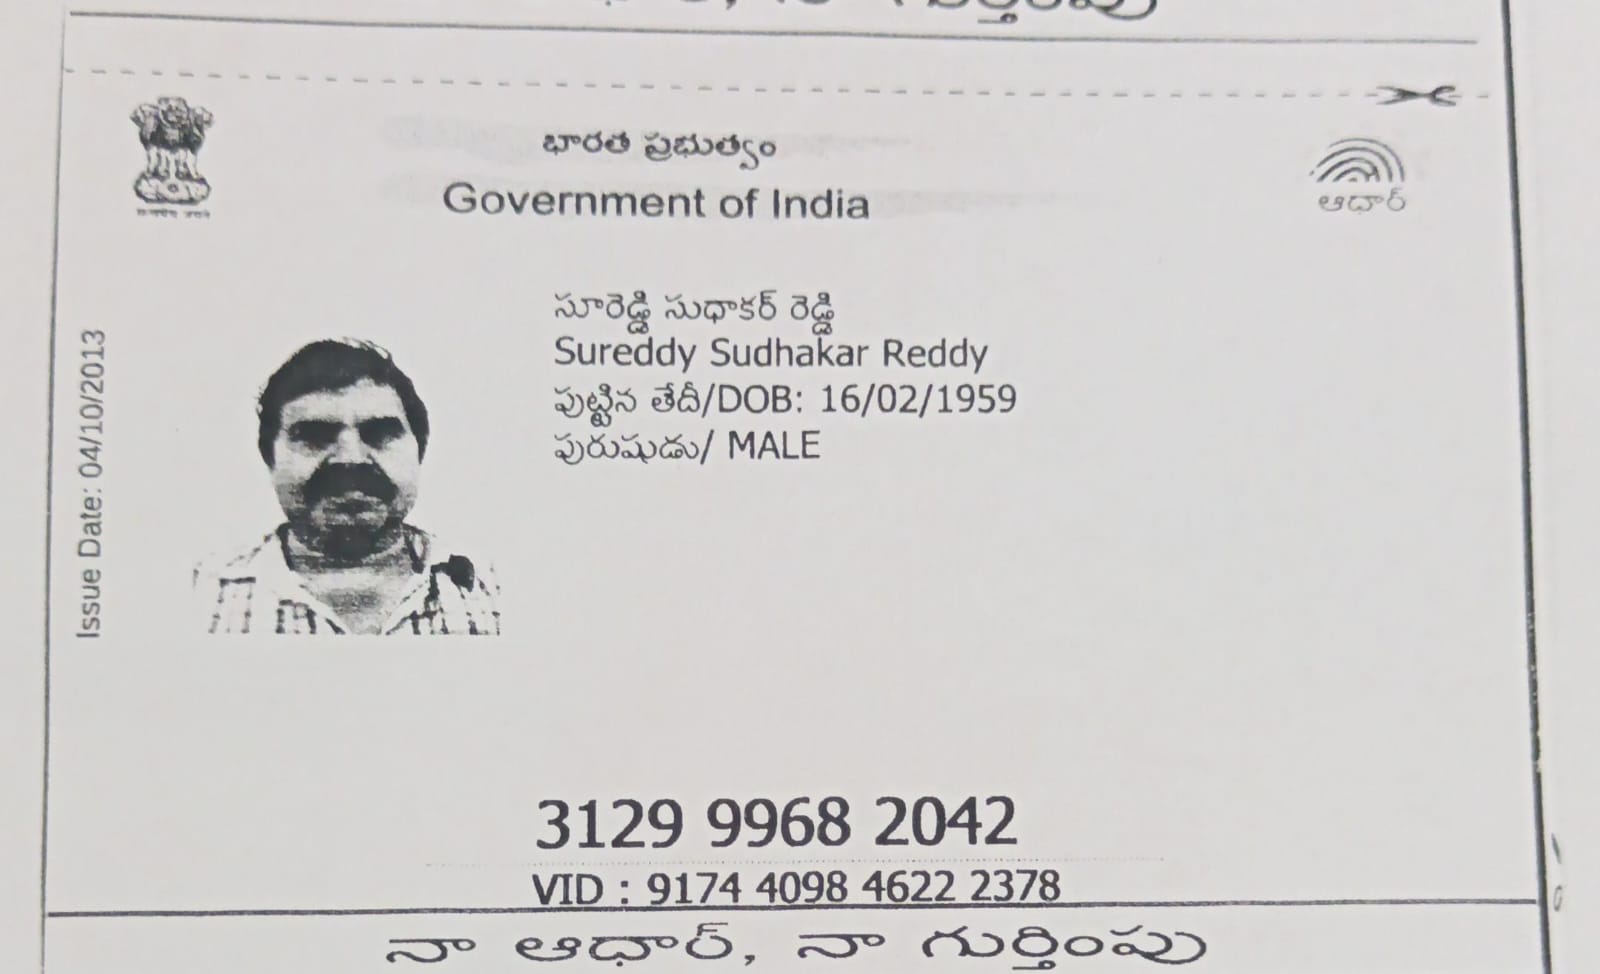 భారత ప్రభుత్వం
Government of India
ఆధార్
Issue Date: 04/10/2013
సూరెడ్డి సుధాకర్ రెడ్డి
Sureddy Sudhakar Reddy
పుట్టిన తేదీ/DOB: 16/02/1959
పురుషుడు/ MALE
3129 9968 2042
VID : 9174 4098 4622 2378
నా ఆధార్, నా గుర్తింపు